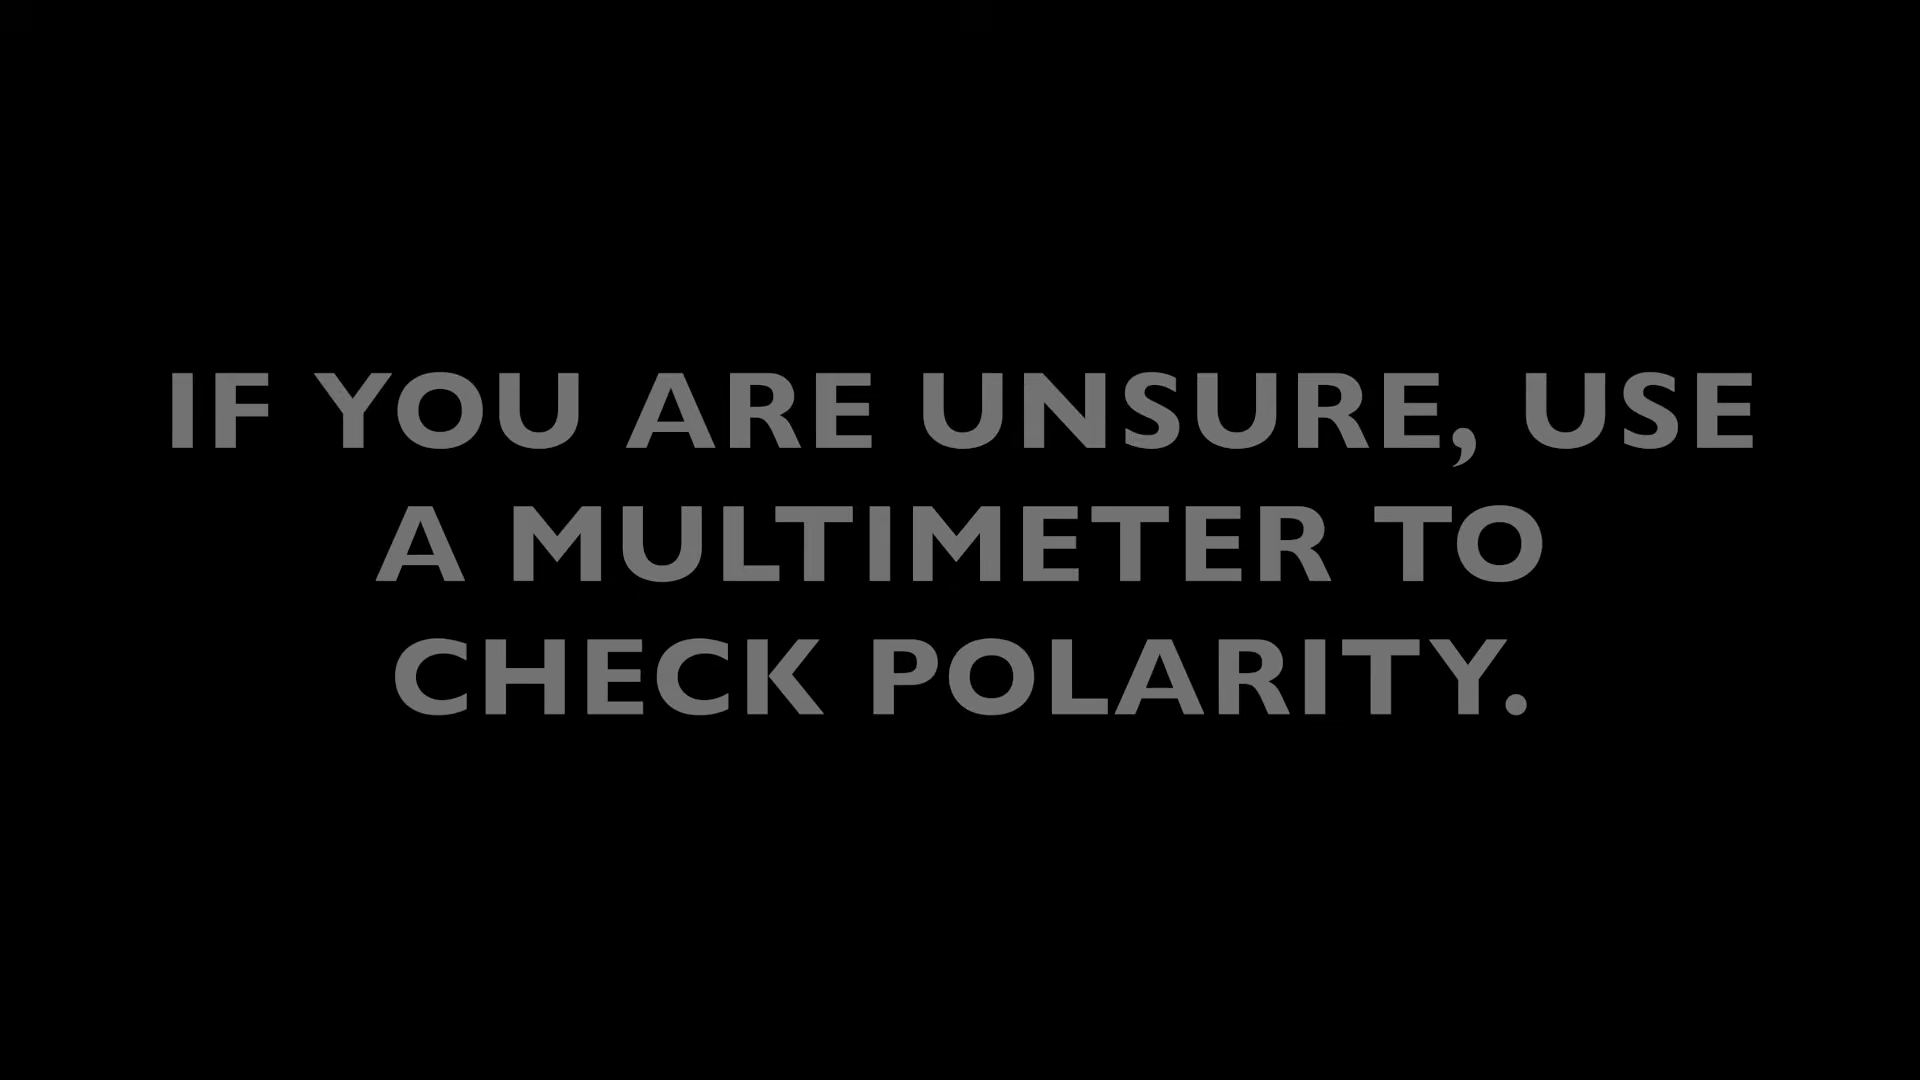 IF YOU ARE UNSURE, USE
A MULTIMETER TO
CHECK POLARITY.